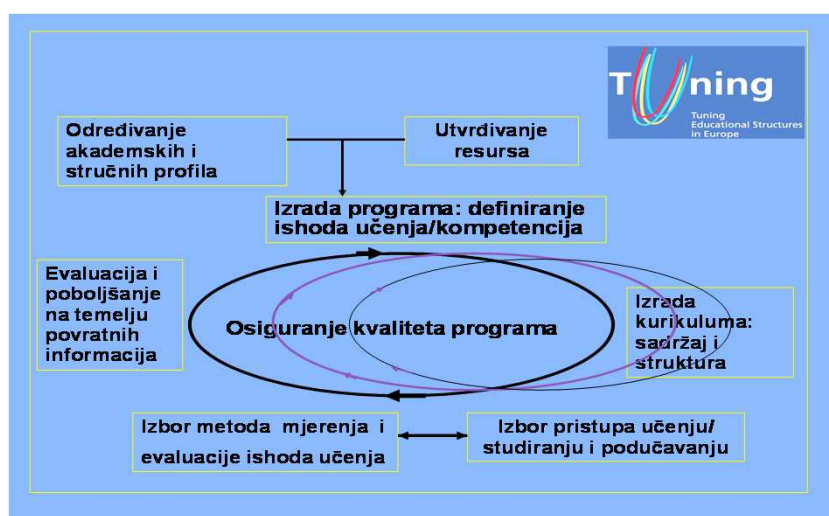 Tuning
Tuning
Educational Structures
in Europe
Određivanje
akademskih i
stručnih profila
Utvrđivanje
resursa
Izrada programa: definiranje
ishoda učenja/kompetencija
Evaluacija i
poboljšanje
na temelju
povratnih
informacija
Osiguranje kvaliteta programa
Izrada
kurikuluma:
sadržaj i
struktura
Izbor metoda mjerenja i
evaluacije ishoda učenja
Izbor pristupa učenju/
studiranju i podučavanju